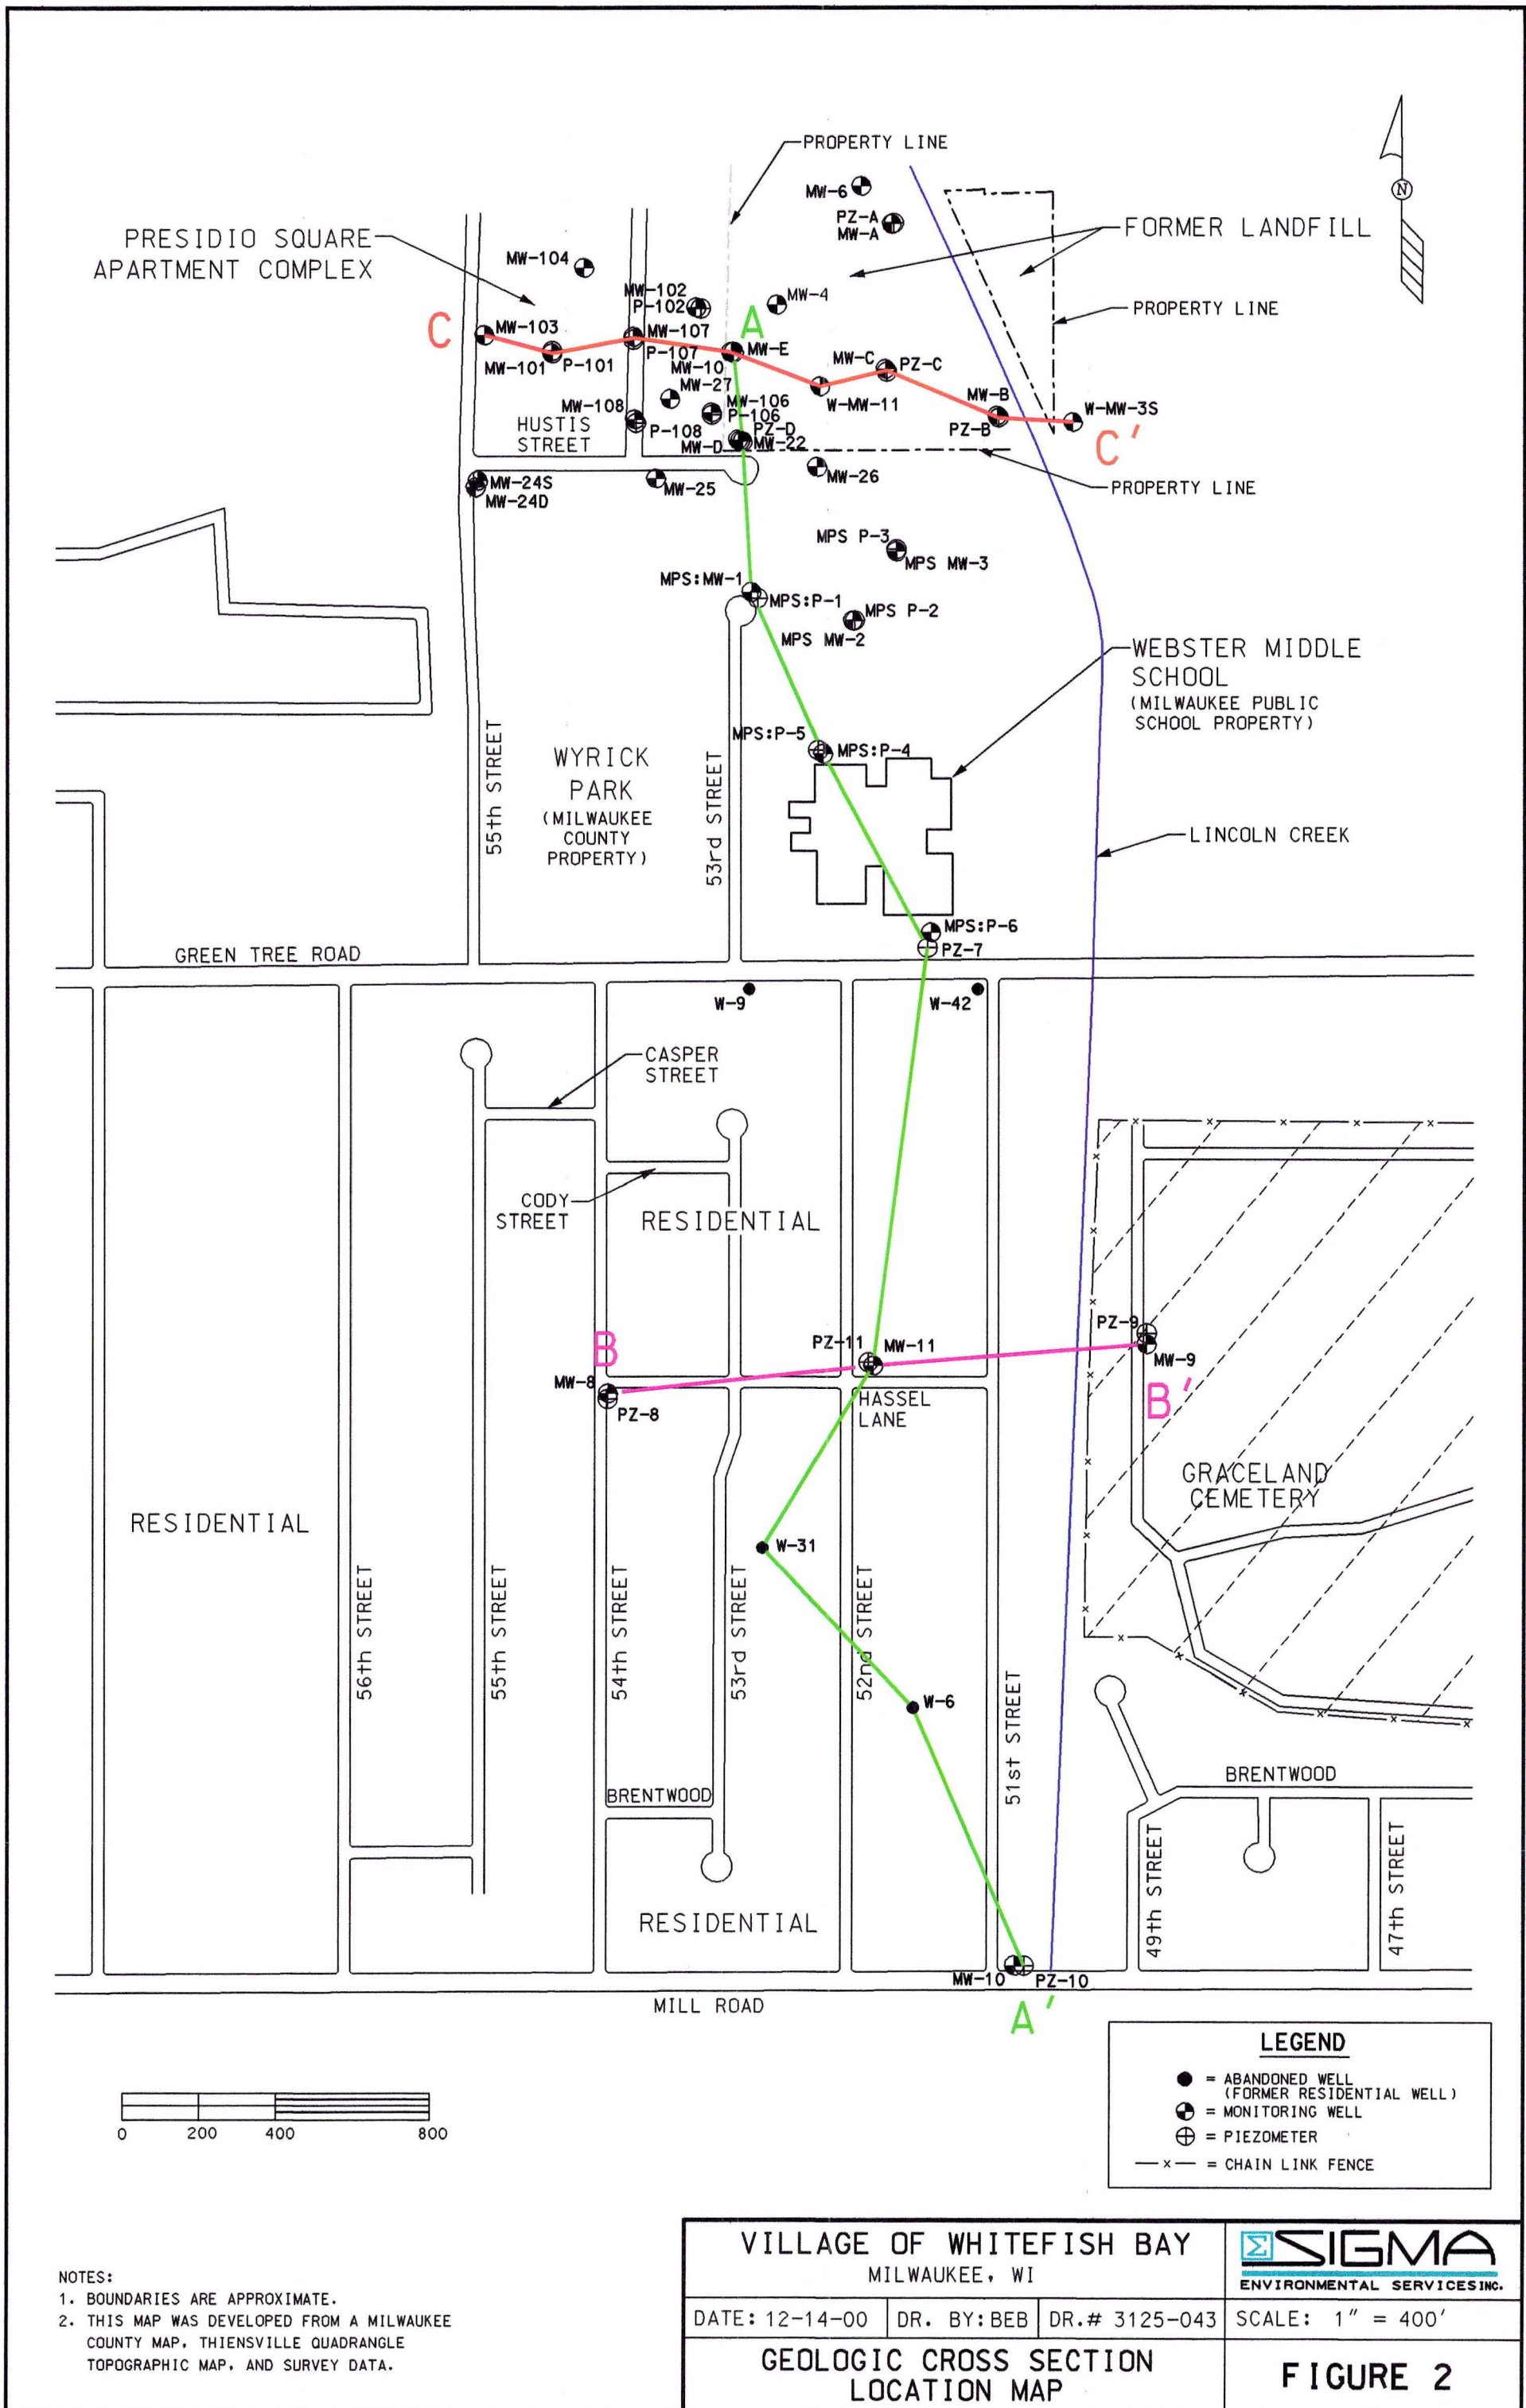 PROPERTY LINE
MW-6
PZ-A
MW-A
N
PRESIDIO SQUARE
APARTMENT COMPLEX
FORMER LANDFILL
MW-104
MW-102
P-102
MW-4
PROPERTY LINE
A
C
MW-103
MW-107
P-107
MW-E
MW-10
MW-C
PZ-C
MW-101
P-101
MW-27
W-MW-11
MW-B
PZ-B
W-MW-3S
C'
MW-108
P-108
MW-106
P-106
HUSTIS
STREET
PZ-D
MW-D
MW-22
MW-24S
MW-24D
MW-25
MW-26
PROPERTY LINE
MPS P-3
MPS MW-3
MPS:MW-1
MPS:P-1
MPS P-2
MPS MW-2
WEBSTER MIDDLE
SCHOOL
(MILWAUKEE PUBLIC
SCHOOL PROPERTY)
MPS:P-5
MPS:P-4
55th STREET
WYRICK
PARK
(MILWAUKEE
COUNTY
PROPERTY)
53rd STREET
LINCOLN CREEK
MPS:P-6
PZ-7
GREEN TREE ROAD
W-9
W-42
CASPER
STREET
CODY
STREET
RESIDENTIAL
B
PZ-11
MW-11
PZ-9
MW-9
B'
MW-8
PZ-8
HASSEL
LANE
GRACELAND
CEMETERY
RESIDENTIAL
W-31
56th STREET
55th STREET
54th STREET
53rd STREET
52nd STREET
W-6
51st STREET
BRENTWOOD
BRENTWOOD
49th STREET
47th STREET
RESIDENTIAL
MW-10
PZ-10
MILL ROAD
A'
LEGEND
= ABANDONED WELL
(FORMER RESIDENTIAL WELL)
= MONITORING WELL
= PIEZOMETER
x = CHAIN LINK FENCE
0 200 400 800
NOTES:
1. BOUNDARIES ARE APPROXIMATE.
2. THIS MAP WAS DEVELOPED FROM A MILWAUKEE
COUNTY MAP, THIENSVILLE QUADRANGLE
TOPOGRAPHIC MAP, AND SURVEY DATA.
VILLAGE OF WHITEFISH BAY
MILWAUKEE, WI
Σ SIGMA
ENVIRONMENTAL SERVICES INC.
DATE: 12-14-00 DR. BY: BEB DR.# 3125-043 SCALE: 1" = 400'
GEOLOGIC CROSS SECTION
LOCATION MAP
FIGURE 2